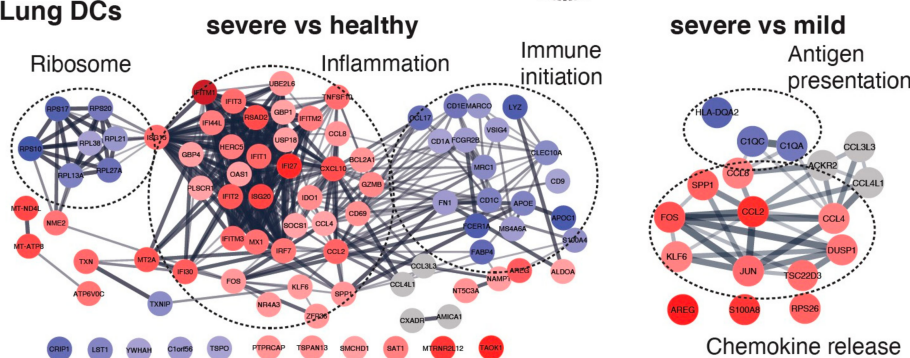 Lung DCs
severe vs healthy
severe vs mild
Ribosome
Inflammation
Immune
initiation
Antigen
presentation
Chemokine release
RPS17
RPS20
RPS10
RPL38
RPL21
RPL13A
RPL27A
MT-ND4L
NME2
MT-ATP8
TXN
MT2A
ATP6V0C
TXNIP
ISG15
IFITM1
UBE2L6
TNFSF10
IFIT3
RSAD2
GBP1
IFITM2
IFI44L
HERC5
USP18
CCL8
GBP4
IFIT1
IFI27
BCL2A1
OAS1
CXCL10
PLSCR1
GZMB
IFIT2
ISG20
IDO1
SOCS1
CCL4
CD69
IFITM3
MX1
IRF7
CCL2
IFI30
FOS
KLF6
SPP1
NR4A3
ZFP36
CCL3L3
CCL4L1
CXADR
AMICA1
CCL17
CD1E
MARCO
LYZ
CD1A
FCGR2B
VSIG4
CLEC10A
MRC1
CD9
FN1
CD1C
APOE
FCER1A
MS4A6A
APOC1
FABP4
S100A4
NAMPT
AREG
ALDOA
NT5C3A
CRIP1
LST1
YWHAH
C1orf56
TSPO
PTPRCAP
TSPAN13
SMCHD1
SAT1
MTRNR2L12
TAOK1
HLA-DQA2
C1QC
C1QA
CCL3L3
ACKR2
CCL4L1
CCL8
SPP1
FOS
CCL2
CCL4
KLF6
DUSP1
JUN
TSC22D3
AREG
S100A8
RPS26